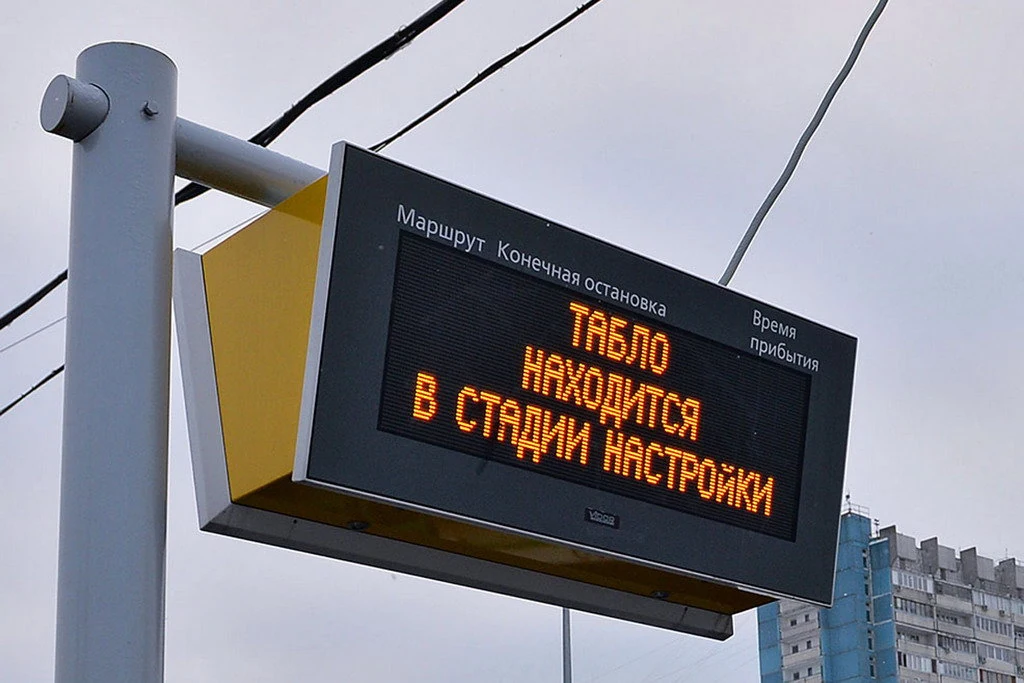 Маршрут Конечная остановка Время
прибытия
ТАБЛО
НАХОДИТСЯ
В СТАДИИ НАСТРОЙКИ